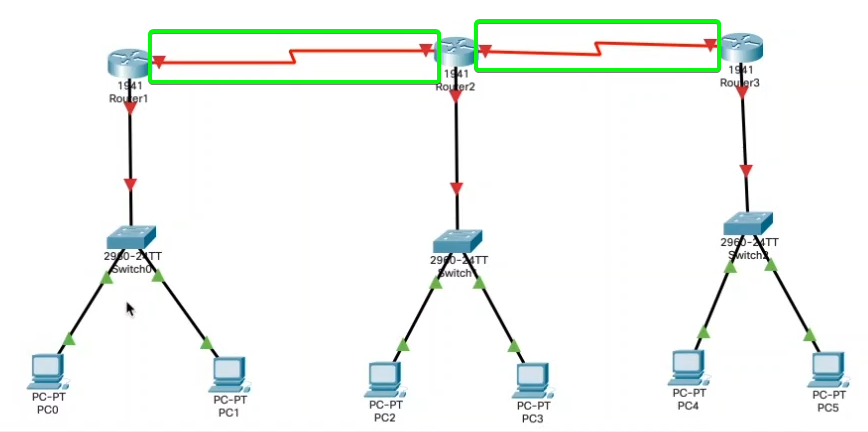 1941
Router1
1941
Router2
1941
Router3
2960-24TT
Switch0
2960-24TT
Switch1
2960-24TT
Switch2
PC-PT
PC0
PC-PT
PC1
PC-PT
PC2
PC-PT
PC3
PC-PT
PC4
PC-PT
PC5